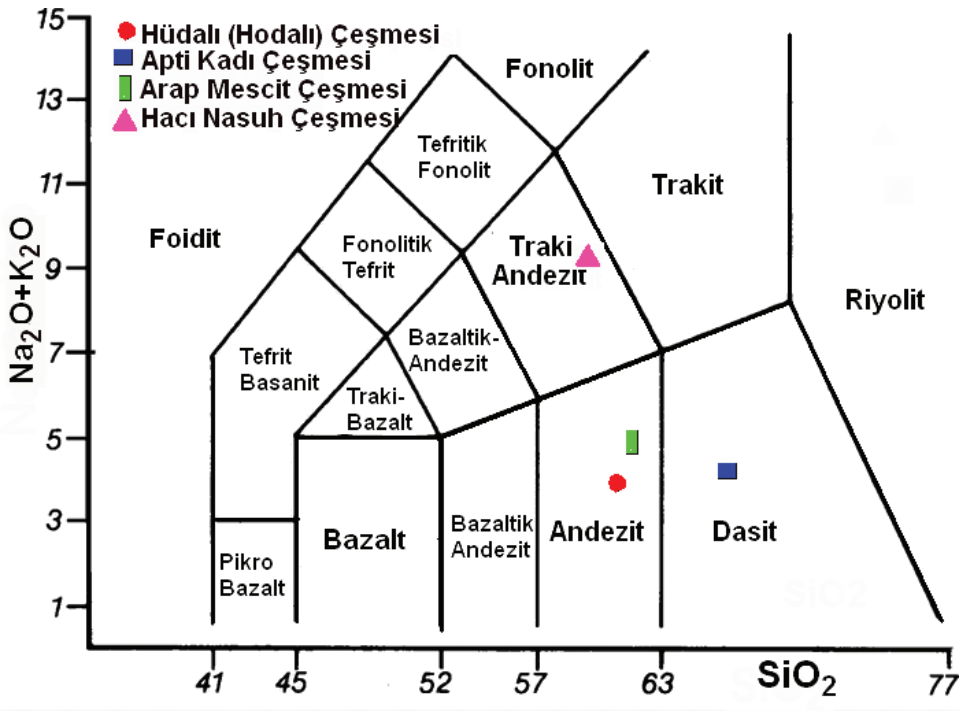 15
13
11
9
7
5
3
1
Na2O+K2O
Hüdalı (Hodalı) Çeşmesi
Apti Kadı Çeşmesi
Arap Mescit Çeşmesi
Hacı Nasuh Çeşmesi
Fonolit
Tefritik
Fonolit
Trakit
Foidit
Fonolitik
Tefrit
Traki
Andezit
Riyolit
Tefrit
Basanit
Bazaltik-
Andezit
Traki-
Bazalt
Pikro
Bazalt
Bazalt
Bazaltik
Andezit
Andezit
Dasit
SiO2
41
45
52
57
63
SiO2
77